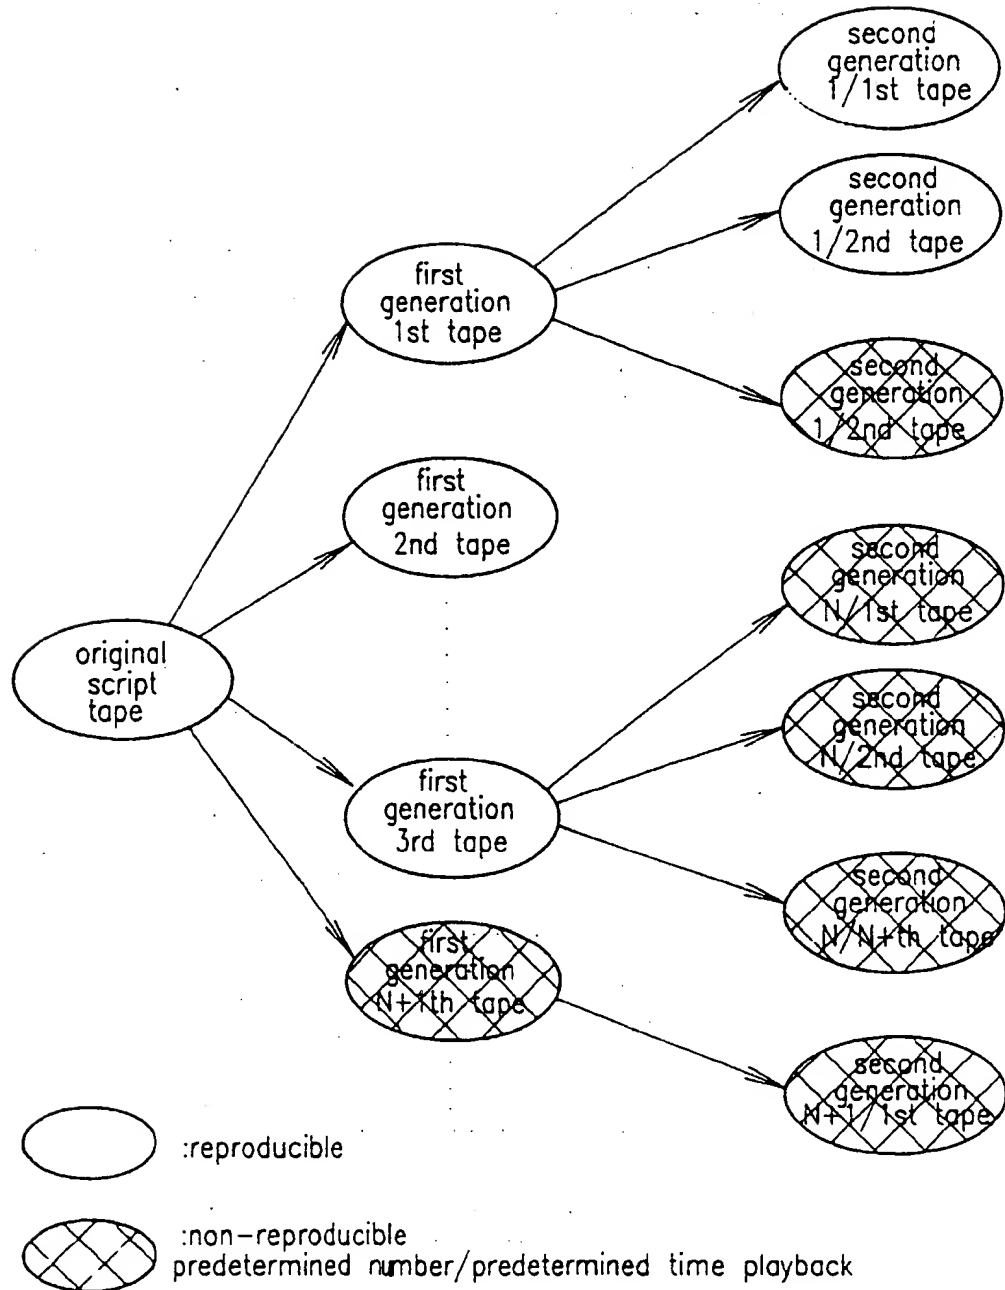 second
generation
1/1st tape
second
generation
1/2nd tape
first
generation
1st tape
second
generation
1/2nd tape
first
generation
2nd tape
second
generation
N/1st tape
original
script
tape
second
generation
N/2nd tape
first
generation
3rd tape
second
generation
N/N+th tape
first
generation
N+1th tape
second
generation
N+1/1st tape
:reproducible
:non-reproducible
predetermined number/predetermined time playback